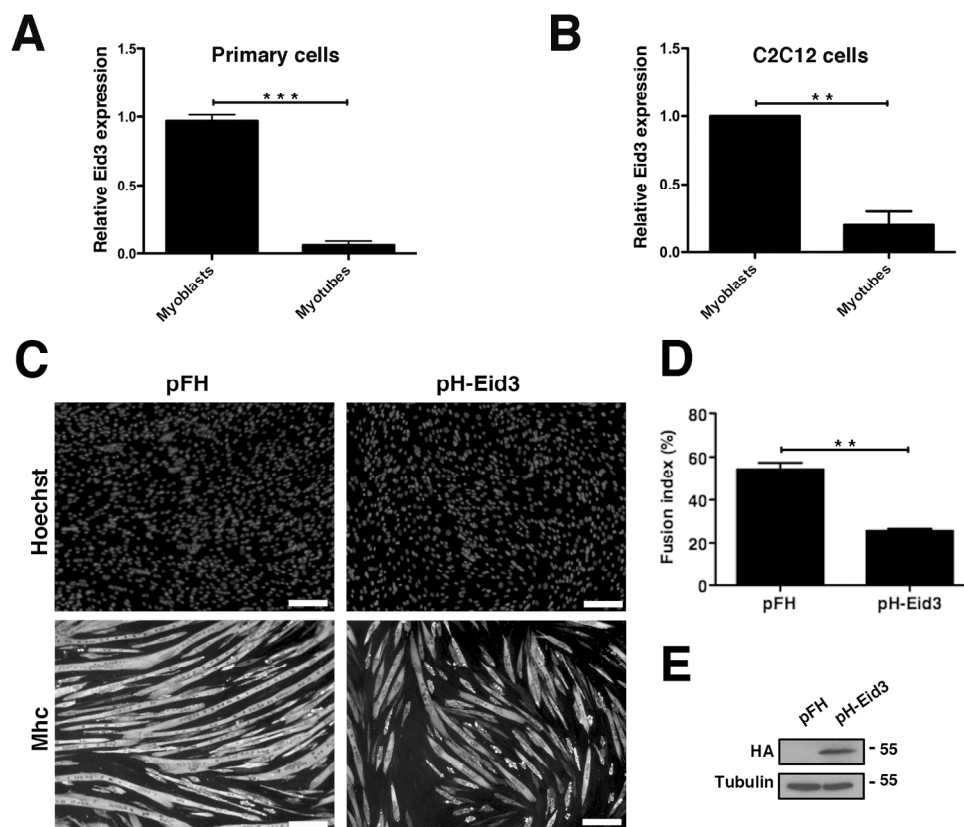 A
Primary cells
Relative Eid3 expression
1.5
1.0
0.5
0.0
* * *
Myoblasts
Myotubes
B
C2C12 cells
Relative Eid3 expression
1.5
1.0
0.5
0.0
* *
Myoblasts
Myotubes
C
pFH
pH-Eid3
Hoechst
Mhc
D
Fusion index (%)
80
60
40
20
0
* *
pFH
pH-Eid3
E
pFH
pH-Eid3
HA
- 55
Tubulin
- 55